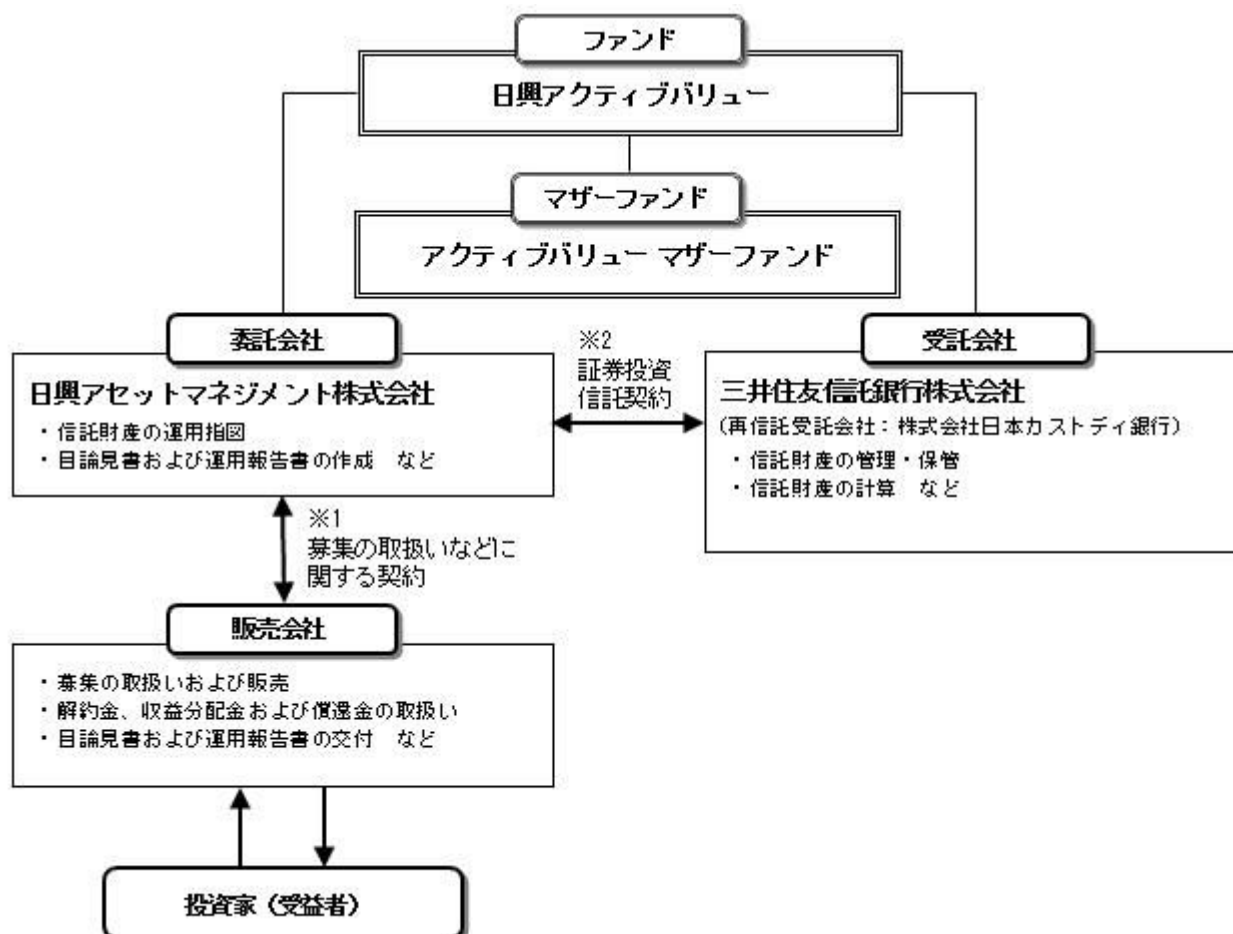 ファンド
日興アクティブバリュー
マザーファンド
アクティブバリュー マザーファンド
委託会社
日興アセットマネジメント株式会社
・信託財産の運用指図
・目論見書および運用報告書の作成　など
※2
証券投資
信託契約
受託会社
三井住友信託銀行株式会社
(再信託受託会社：株式会社日本カストディ銀行)
・信託財産の管理・保管
・信託財産の計算　など
※1
募集の取扱いなどに
関する契約
販売会社
・募集の取扱いおよび販売
・解約金、収益分配金および償還金の取扱い
・目論見書および運用報告書の交付　など
投資家（受益者）